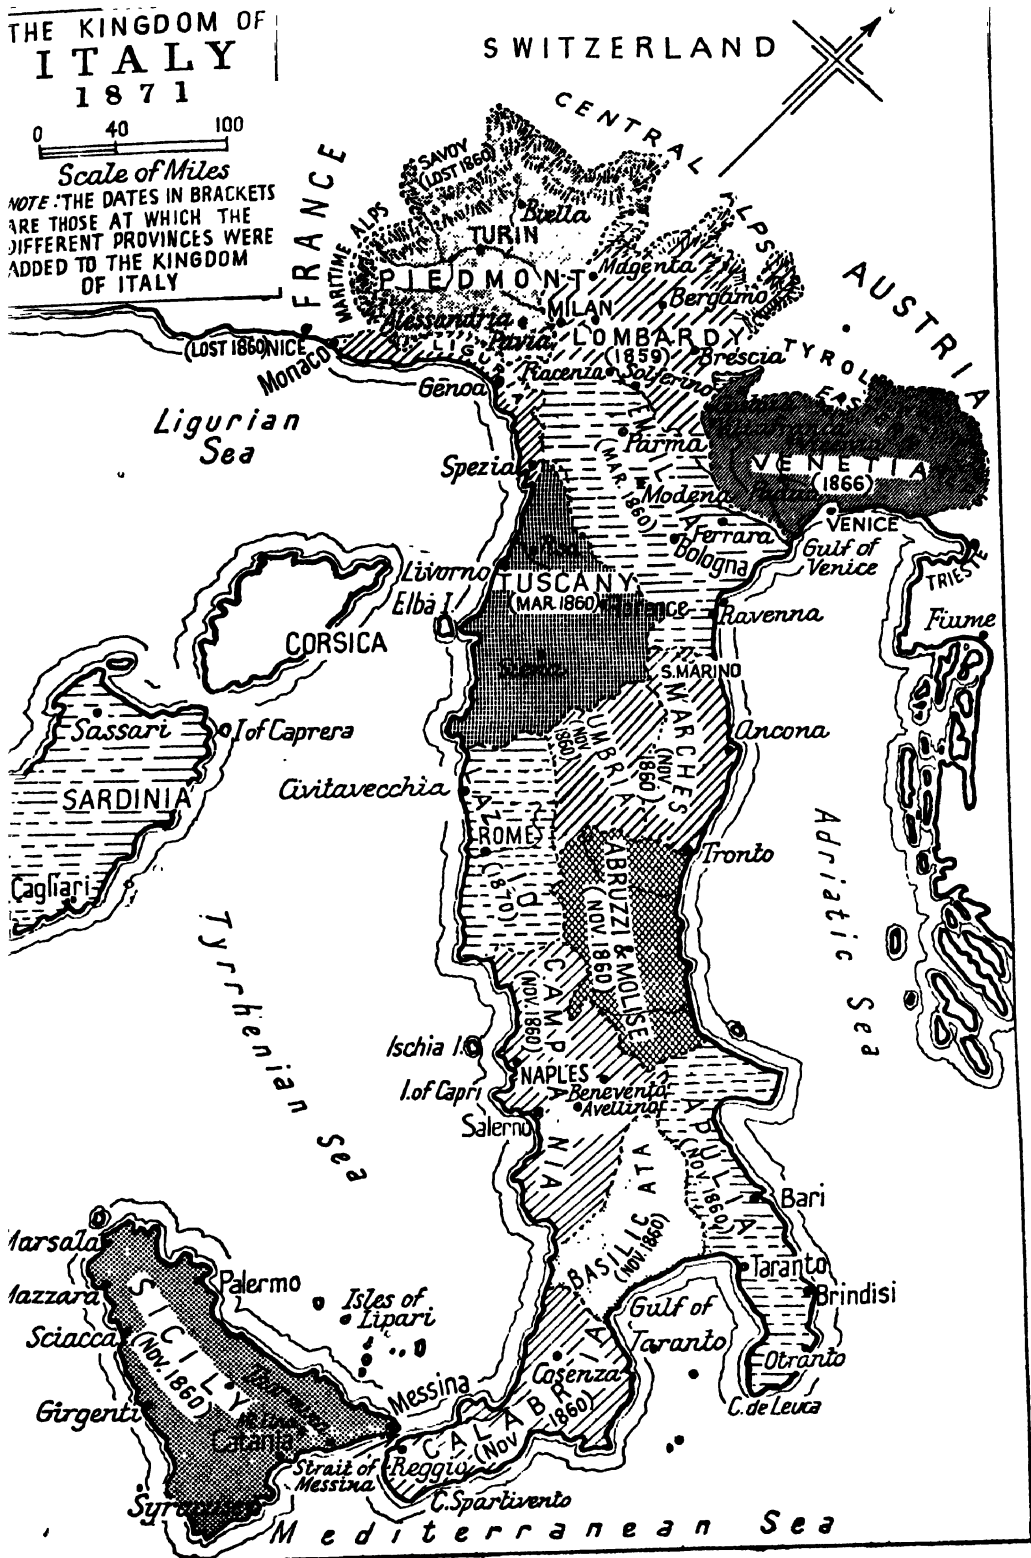 THE KINGDOM OF
ITALY
1871
0 40 100
Scale of Miles
NOTE: THE DATES IN BRACKETS
ARE THOSE AT WHICH THE
DIFFERENT PROVINCES WERE
ADDED TO THE KINGDOM
OF ITALY
SWITZERLAND
CENTRAL ALPS
FRANCE
MARITIME ALPS
SAVOY
(LOST 1860)
Biella
TURIN
PIEDMONT
Magenta
Bergamo
AUSTRIA
Alessandria
MILAN
Pavia
LOMBARDY
(1859)
Brescia
TYROL
(LOST 1860) NICE
Monaco
LIGURIA
Genoa
Piacenza
Solferino
Ligurian
Sea
Parma
EMILIA
(MAR. 1860)
VENETIA
(1866)
Padua
Spezia
Modena
VENICE
Ferrara
Bologna
Gulf of
Venice
TRIESTE
Pisa
Livorno
TUSCANY
(MAR. 1860)
Florence
Elba I.
Ravenna
Fiume
CORSICA
Siena
S. MARINO
MARCHES
(NOV. 1860)
UMBRIA
(NOV. 1860)
Sassari
I of Caprera
Ancona
SARDINIA
Civitavecchia
ROME
LAZIO
(1870)
Tronto
Adriatic Sea
Cagliari
ABRUZZI & MOLISE
(NOV. 1860)
Tyrrhenian Sea
CAMPANIA
(NOV. 1860)
Ischia I.
NAPLES
I. of Capri
Benevento
Avellino
Salerno
APULIA
(NOV. 1860)
BASILICATA
(NOV. 1860)
Bari
Marsala
Palermo
Taranto
Brindisi
Mazzara
Isles of
Lipari
Gulf of
Taranto
Sciacca
SICILY
(NOV. 1860)
Otranto
Cosenza
C. de Leuca
Messina
Girgenti
CALABRIA
(NOV 1860)
Catania
Reggio
Strait of
Messina
C. Spartivento
Syracuse
Mediterranean Sea